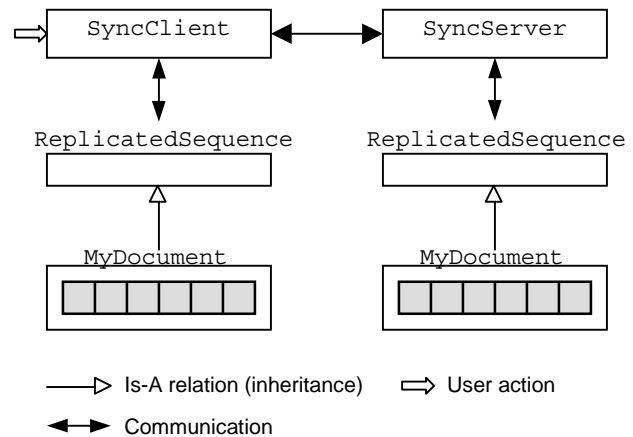 SyncClient
SyncServer
ReplicatedSequence
ReplicatedSequence
MyDocument
MyDocument
Is-A relation (inheritance)
User action
Communication